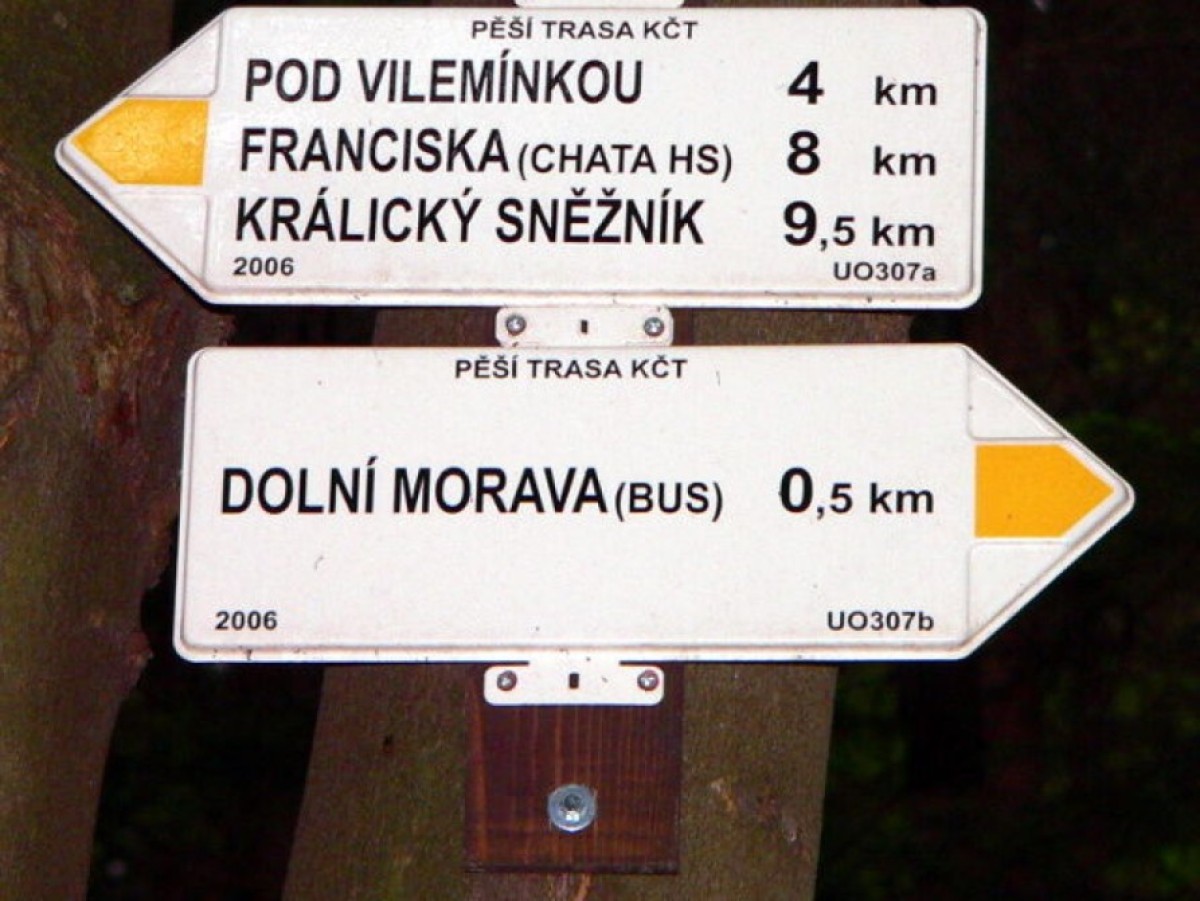 PĚŠÍ TRASA KČT
POD VILEMÍNKOU 4 km
FRANCISKA (CHATA HS) 8 km
KRÁLICKÝ SNĚŽNÍK 9,5 km
2006 UO307a
PĚŠÍ TRASA KČT
DOLNÍ MORAVA (BUS) 0,5 km
2006 UO307b